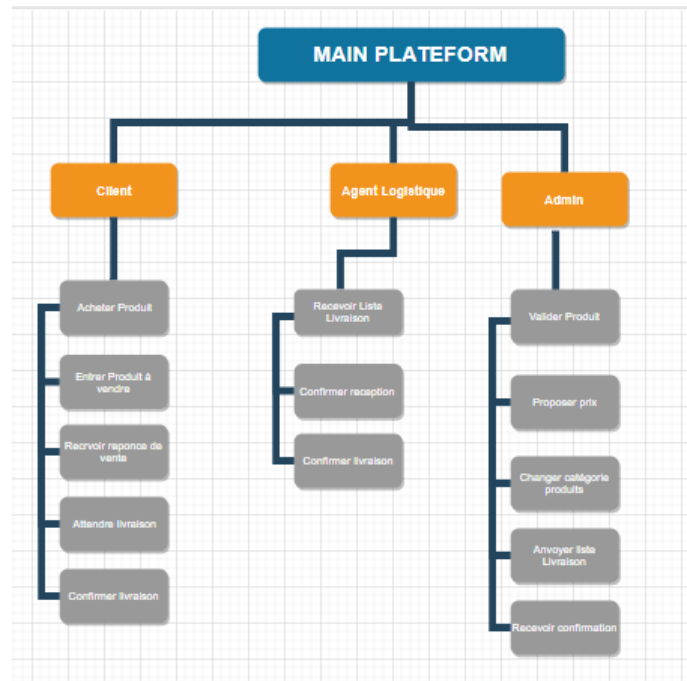 MAIN PLATEFORM
Client
Agent Logistique
Admin
Acheter Produit
Entrer Produit à
vendre
Recrvoir reponce de
vente
Attendre livraison
Confirmer livraison
Recevoir Liste
Livraison
Confirmer reception
Confirmer livraison
Valider Produit
Proposer prix
Changer catégorie
produits
Anvoyer liste
Livraison
Recevoir confirmation